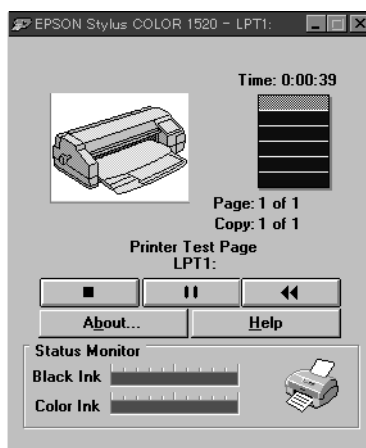 EPSON Stylus COLOR 1520 - LPT1:
Time: 0:00:39
Page: 1 of 1
Copy: 1 of 1
Printer Test Page
LPT1:
About... Help
Status Monitor
Black Ink
Color Ink